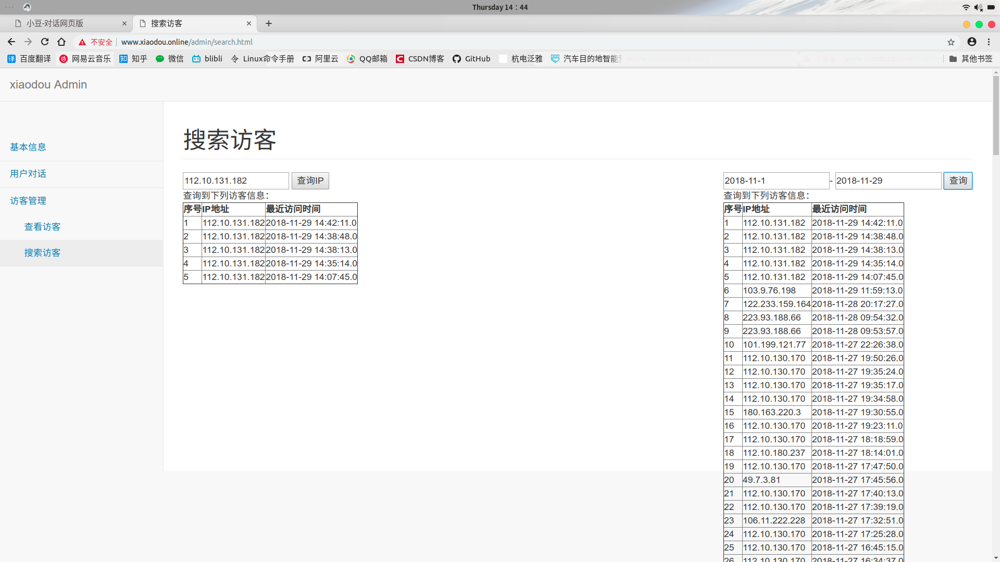 Thursday 14：44
小豆-对话网页版
搜索访客
不安全
www.xiaodou.online/admin/search.html
百度翻译 网易云音乐 知乎 微信 blibli Linux命令手册 阿里云 QQ邮箱 CSDN博客 GitHub 杭电泛雅 汽车目的地智能预 其他书签
xiaodou Admin
基本信息
用户对话
访客管理
查看访客
搜索访客
搜索访客
112.10.131.182 查询IP
查询到下列访客信息：
序号 IP地址 最近访问时间
1 112.10.131.182 2018-11-29 14:42:11.0
2 112.10.131.182 2018-11-29 14:38:48.0
3 112.10.131.182 2018-11-29 14:38:13.0
4 112.10.131.182 2018-11-29 14:35:14.0
5 112.10.131.182 2018-11-29 14:07:45.0
2018-11-1 - 2018-11-29 查询
查询到下列访客信息：
序号 IP地址 最近访问时间
1 112.10.131.182 2018-11-29 14:42:11.0
2 112.10.131.182 2018-11-29 14:38:48.0
3 112.10.131.182 2018-11-29 14:38:13.0
4 112.10.131.182 2018-11-29 14:35:14.0
5 112.10.131.182 2018-11-29 14:07:45.0
6 103.9.76.198 2018-11-29 11:59:13.0
7 122.233.159.164 2018-11-28 20:17:27.0
8 223.93.188.66 2018-11-28 09:54:32.0
9 223.93.188.66 2018-11-28 09:53:57.0
10 101.199.121.77 2018-11-27 22:26:38.0
11 112.10.130.170 2018-11-27 19:50:26.0
12 112.10.130.170 2018-11-27 19:35:24.0
13 112.10.130.170 2018-11-27 19:35:17.0
14 112.10.130.170 2018-11-27 19:34:58.0
15 180.163.220.3 2018-11-27 19:30:55.0
16 112.10.130.170 2018-11-27 19:23:11.0
17 112.10.130.170 2018-11-27 18:18:59.0
18 112.10.180.237 2018-11-27 18:14:01.0
19 112.10.130.170 2018-11-27 17:47:50.0
20 49.7.3.81 2018-11-27 17:45:56.0
21 112.10.130.170 2018-11-27 17:40:13.0
22 112.10.130.170 2018-11-27 17:39:19.0
23 106.11.222.228 2018-11-27 17:32:51.0
24 112.10.130.170 2018-11-27 17:25:28.0
25 112.10.130.170 2018-11-27 16:45:15.0
26 112.10.130.170 2018-11-27 16:34:37.0